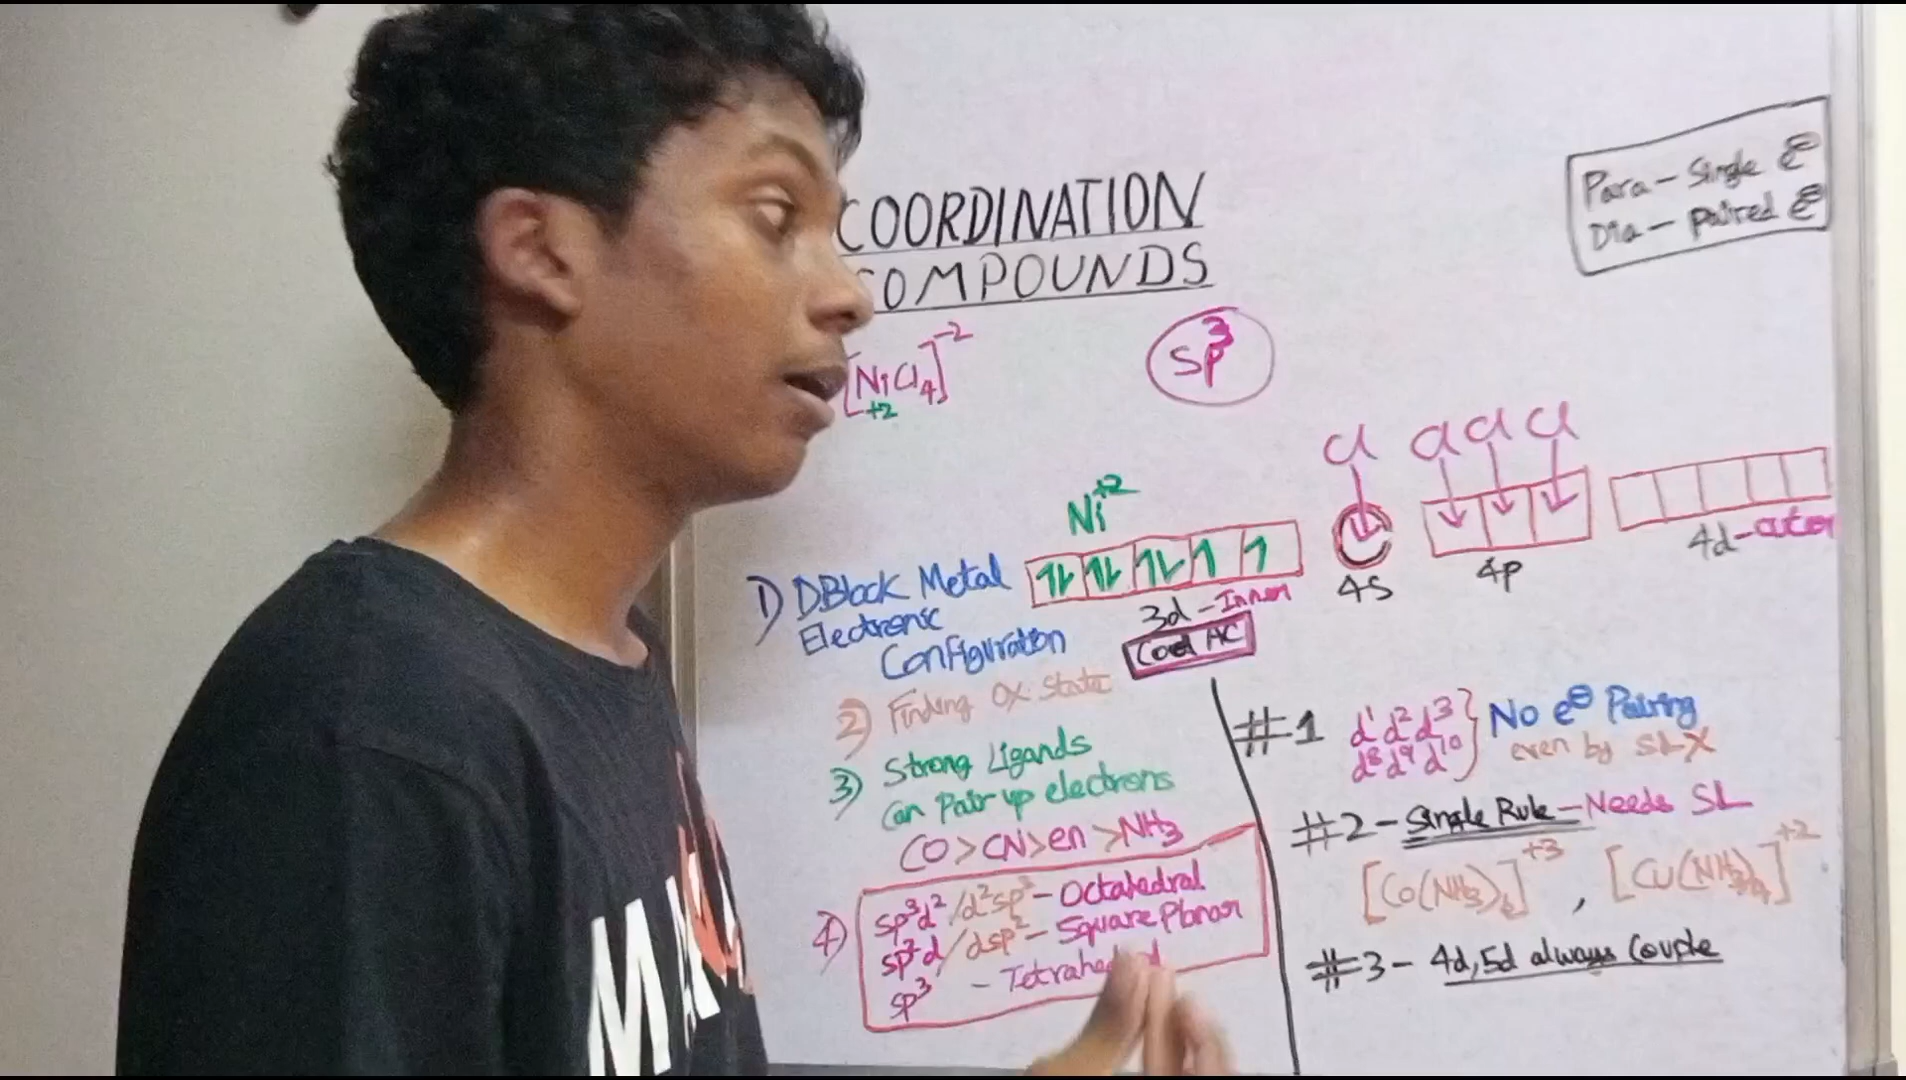 COORDINATION
COMPOUNDS
Para - Single e⊖
Dia - Paired e⊖
[NiCl4]-2
+2
sp3
Cl Cl Cl Cl
Ni+2
3d - Inner
4s
4p
4d - outer
Cool AC
1) D Block Metal
Electronic
Configuration
2) Finding Ox. State
3) Strong Ligands
Can Pair up electrons
CO > CN > en > NH3
4) sp3d2/d2sp3 - Octahedral
sp2d/dsp2 - Square Planar
sp3 - Tetrahedral
#1 d1 d2 d3 } No e⊖ Pairing
d8 d9 d10 even by SL X
#2 - Single Rule - Needs SL
[Co(NH3)6]+3 , [Cu(NH3)4]+2
#3 - 4d, 5d always Couple